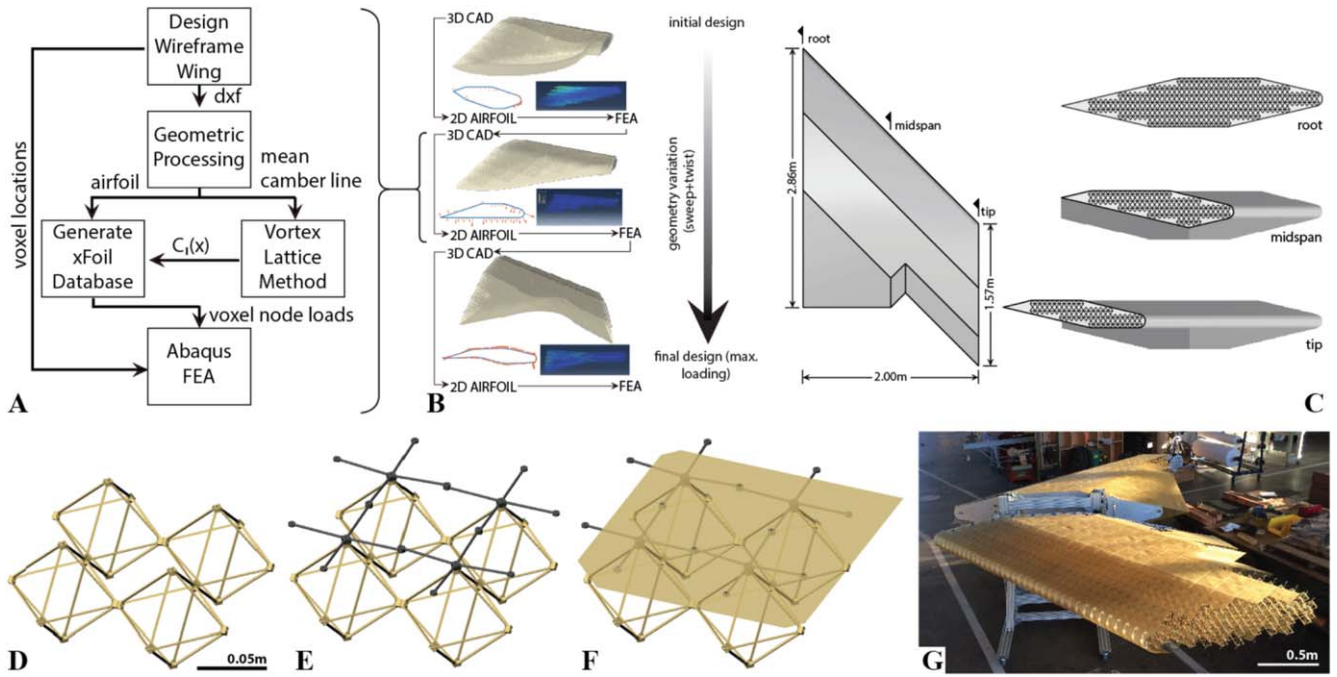 Design
Wireframe
Wing
dxf
Geometric
Processing
airfoil
mean
camber line
voxel locations
Generate
xFoil
Database
Cₗ(x)
Vortex
Lattice
Method
voxel node loads
Abaqus
FEA
A
3D CAD
2D AIRFOIL
FEA
3D CAD
2D AIRFOIL
FEA
3D CAD
2D AIRFOIL
FEA
B
initial design
geometry variation
(sweep+twist)
final design (max.
loading)
root
midspan
tip
2.86m
1.57m
2.00m
root
midspan
tip
C
D
0.05m
E
F
G
0.5m